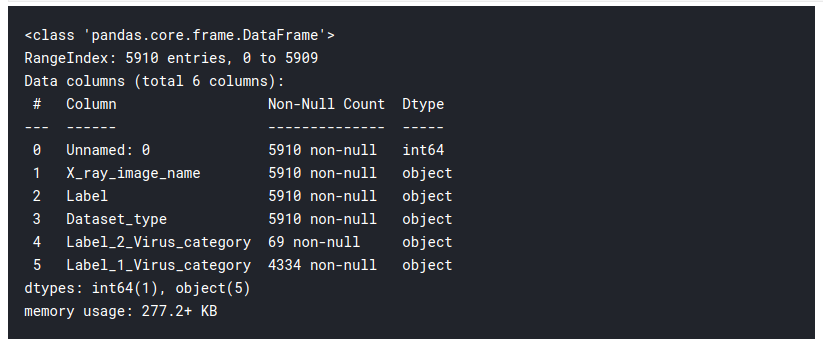 <class 'pandas.core.frame.DataFrame'>
RangeIndex: 5910 entries, 0 to 5909
Data columns (total 6 columns):
 #   Column                  Non-Null Count  Dtype
---  ------                  --------------  -----
 0   Unnamed: 0              5910 non-null   int64
 1   X_ray_image_name        5910 non-null   object
 2   Label                   5910 non-null   object
 3   Dataset_type            5910 non-null   object
 4   Label_2_Virus_category  69 non-null     object
 5   Label_1_Virus_category  4334 non-null   object
dtypes: int64(1), object(5)
memory usage: 277.2+ KB